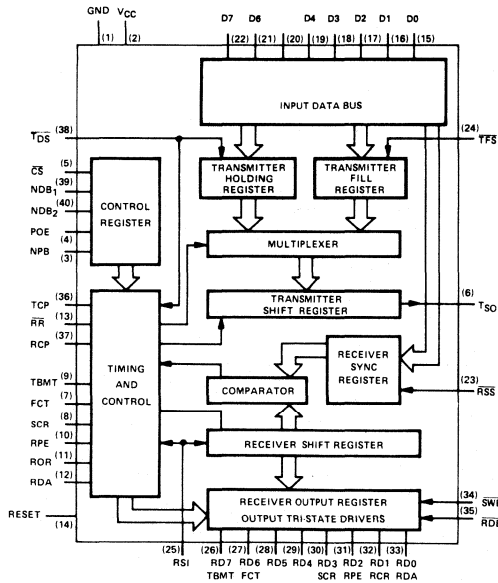 GND VCC
(1) (2)
D7 D6 D4 D3 D2 D1 D0
(22) (21) (20) (19) (18) (17) (16) (15)
INPUT DATA BUS
TDS (38)
(24) TFS
CS (5)
NDB1 (39)
NDB2 (40)
POE (4)
NPB (3)
CONTROL
REGISTER
TRANSMITTER
HOLDING
REGISTER
TRANSMITTER
FILL
REGISTER
MULTIPLEXER
TCP (36)
RR (13)
RCP (37)
TRANSMITTER
SHIFT REGISTER
(6) TSO
TIMING
AND
CONTROL
RECEIVER
SYNC
REGISTER
COMPARATOR
(23) RSS
TBMT (9)
FCT (7)
SCR (8)
RPE (10)
ROR (11)
RDA (12)
RECEIVER SHIFT REGISTER
RECEIVER OUTPUT REGISTER
OUTPUT TRI-STATE DRIVERS
(34) SWE
(35) RDE
RESET (14)
(25) (26) (27) (28) (29) (30) (31) (32) (33)
RSI RD7 RD6 RD5 RD4 RD3 RD2 RD1 RD0
TBMT FCT SCR RPE RCR RDA